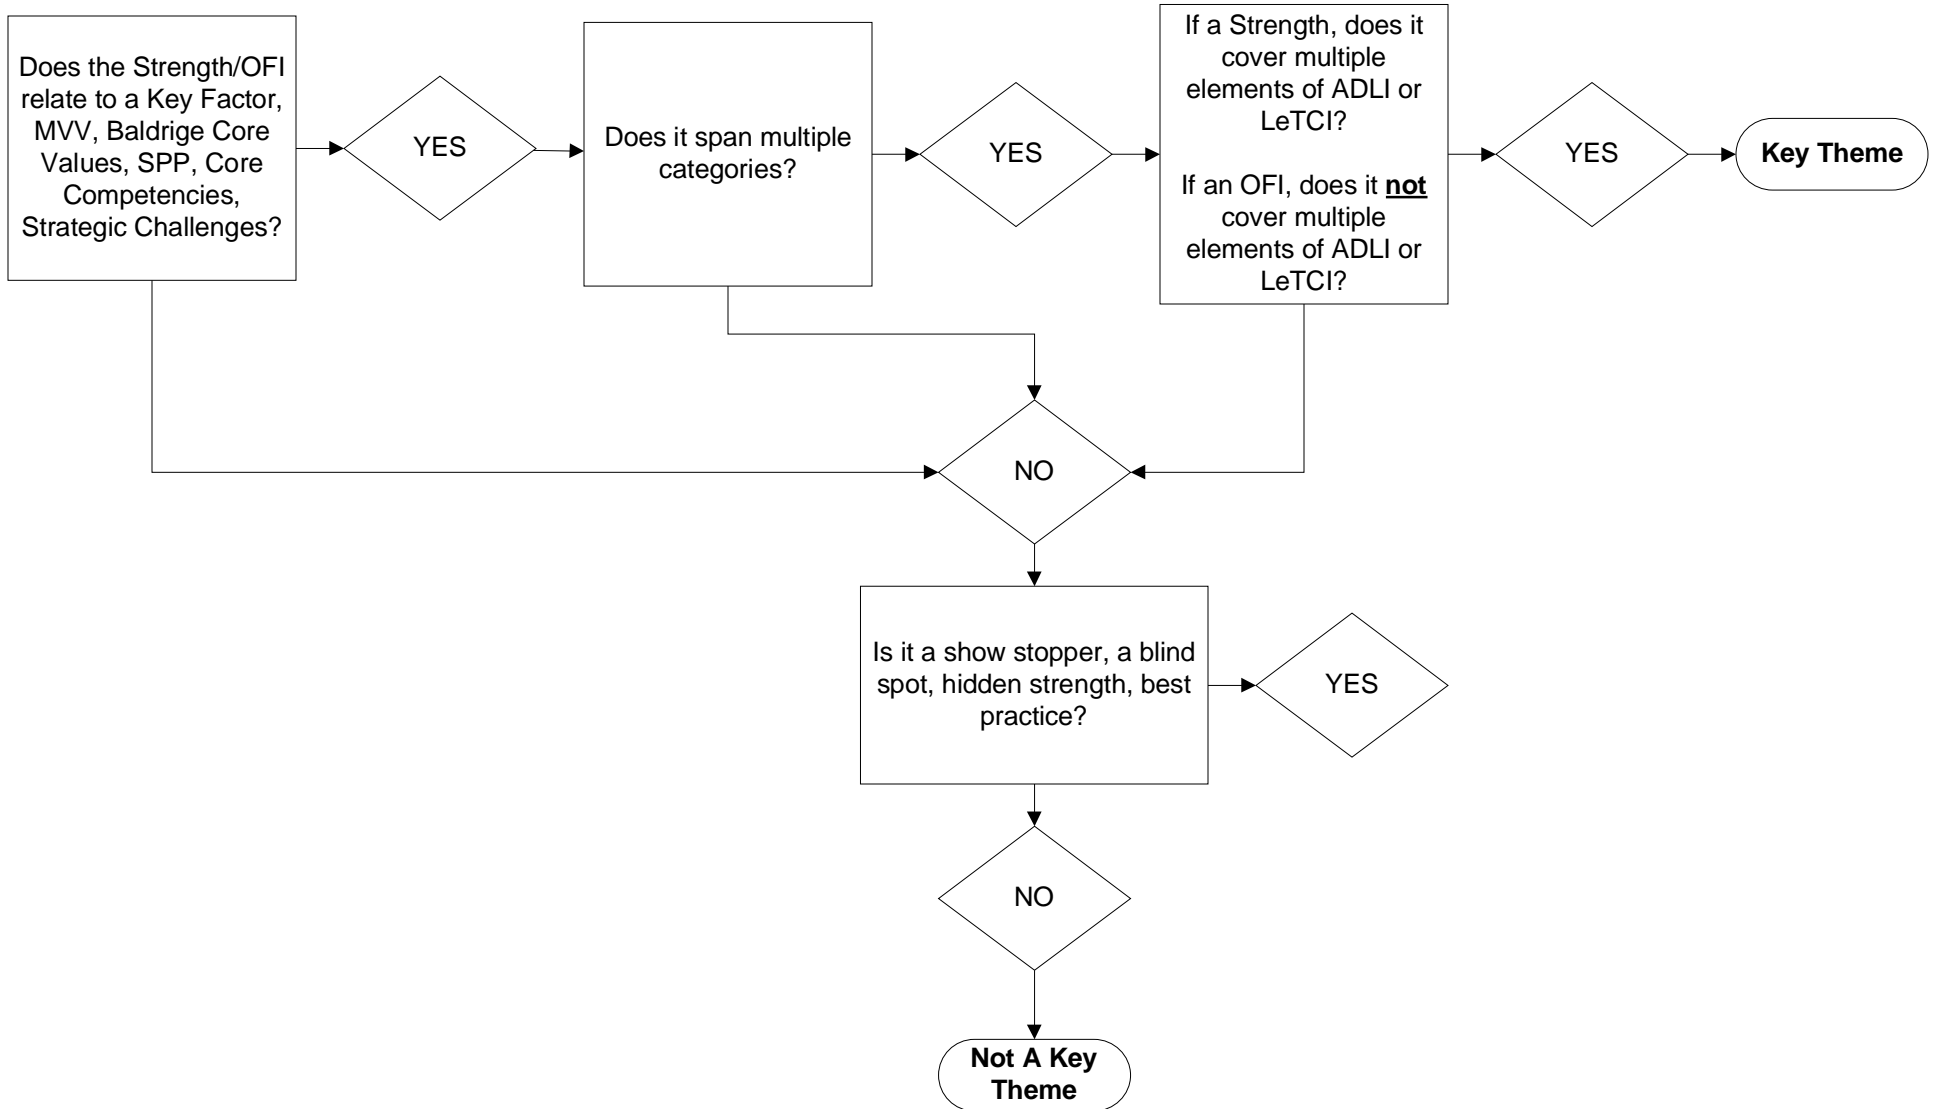 Does the Strength/OFI
relate to a Key Factor,
MVV, Baldrige Core
Values, SPP, Core
Competencies,
Strategic Challenges?
YES
Does it span multiple
categories?
YES
If a Strength, does it
cover multiple
elements of ADLI or
LeTCI?
If an OFI, does it not
cover multiple
elements of ADLI or
LeTCI?
YES
Key Theme
NO
Is it a show stopper, a blind
spot, hidden strength, best
practice?
YES
NO
Not A Key
Theme